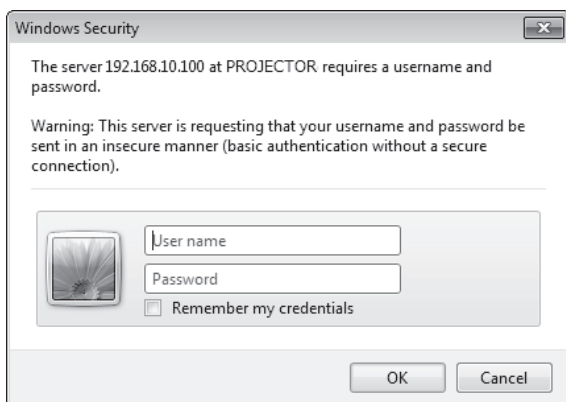 Windows Security
The server 192.168.10.100 at PROJECTOR requires a username and
password.
Warning: This server is requesting that your username and password be
sent in an insecure manner (basic authentication without a secure
connection).
User name
Password
Remember my credentials
OK Cancel